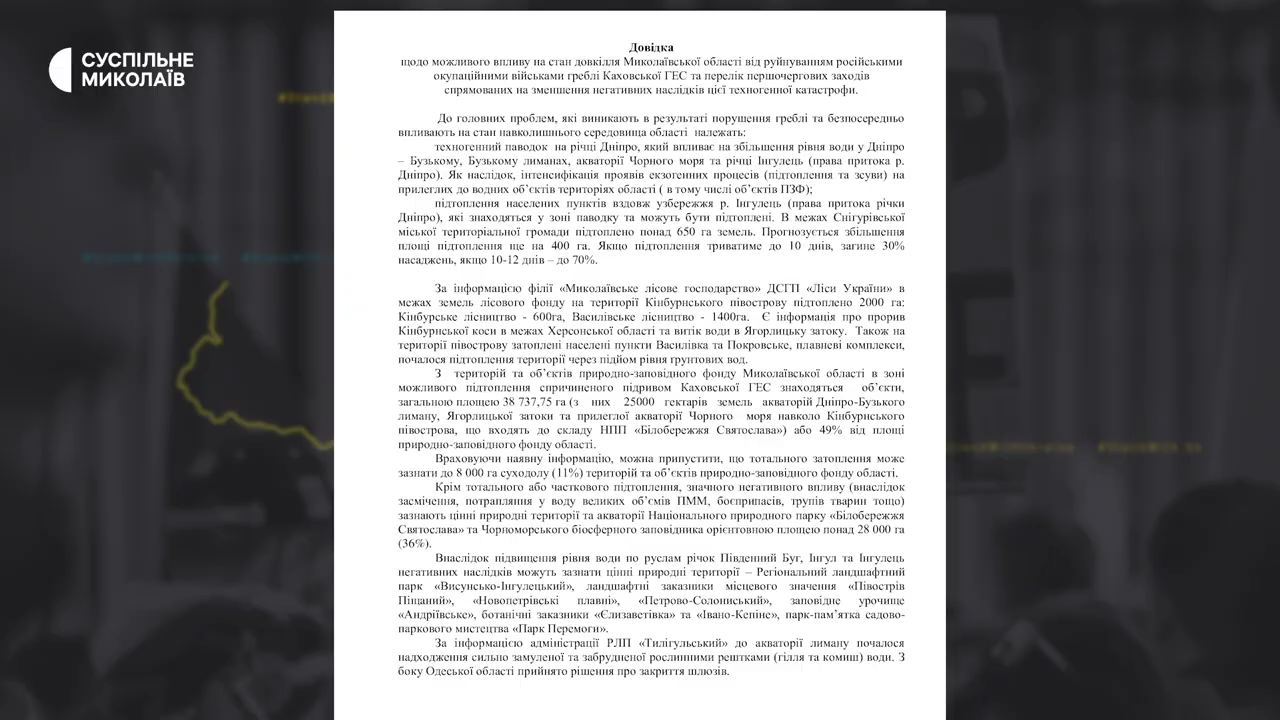 СУСПІЛЬНЕ
МИКОЛАЇВ
Довідка
щодо можливого впливу на стан довкілля Миколаївської області від руйнуванням російськими
окупаційними військами греблі Каховської ГЕС та перелік першочергових заходів
спрямованих на зменшення негативних наслідків цієї техногенної катастрофи.
До головних проблем, які виникають в результаті порушення греблі та безпосередньо
впливають на стан навколишнього середовища області належать:
техногенний паводок на річці Дніпро, який впливає на збільшення рівня води у Дніпро
– Бузькому, Бузькому лиманах, акваторії Чорного моря та річці Інгулець (права притока р.
Дніпро). Як наслідок, інтенсифікація проявів екзогенних процесів (підтоплення та зсуви) на
прилеглих до водних об'єктів територіях області ( в тому числі об'єктів ПЗФ);
підтоплення населених пунктів вздовж узбережжя р. Інгулець (права притока річки
Дніпро), які знаходяться у зоні паводку та можуть бути підтоплені. В межах Снігурівської
міської територіальної громади підтоплено понад 650 га земель. Прогнозується збільшення
площі підтоплення ще на 400 га. Якщо підтоплення триватиме до 10 днів, загине 30%
насаджень, якщо 10-12 днів – до 70%.
За інформацією філії «Миколаївське лісове господарство» ДСГП «Ліси України» в
межах земель лісового фонду на території Кінбурнського півострову підтоплено 2000 га:
Кінбурське лісництво - 600га, Василівське лісництво - 1400га. Є інформація про прорив
Кінбурнської коси в межах Херсонської області та витік води в Ягорлицьку затоку. Також на
території півострову затоплені населені пункти Василівка та Покровське, плавневі комплекси,
почалося підтоплення території через підйом рівня ґрунтових вод.
З територій та об'єктів природно-заповідного фонду Миколаївської області в зоні
можливого підтоплення спричиненого підривом Каховської ГЕС знаходяться об'єкти,
загальною площею 38 737,75 га (з них 25000 гектарів земель акваторій Дніпро-Бузького
лиману, Ягорлицької затоки та прилеглої акваторії Чорного моря навколо Кінбурнського
півострова, що входять до складу НПП «Білобережжя Святослава») або 49% від площі
природно-заповідного фонду області.
Враховуючи наявну інформацію, можна припустити, що тотального затоплення може
зазнати до 8 000 га суходолу (11%) територій та об'єктів природно-заповідного фонду області.
Крім тотального або часткового підтоплення, значного негативного впливу (внаслідок
засмічення, потрапляння у воду великих об'ємів ПММ, боєприпасів, трупів тварин тощо)
зазнають цінні природні території та акваторії Національного природного парку «Білобережжя
Святослава» та Чорноморського біосферного заповідника орієнтовною площею понад 28 000 га
(36%).
Внаслідок підвищення рівня води по руслам річок Південний Буг, Інгул та Інгулець
негативних наслідків можуть зазнати цінні природні території – Регіональний ландшафтний
парк «Висунсько-Інгулецький», ландшафтні заказники місцевого значення «Півострів
Піщаний», «Новопетрівські плавні», «Петрово-Солониський», заповідне урочище
«Андріївське», ботанічні заказники «Єлизаветівка» та «Івано-Кепіне», парк-пам'ятка садово-
паркового мистецтва «Парк Перемоги».
За інформацією адміністрації РЛП «Тилігульський» до акваторії лиману почалося
надходження сильно замуленої та забрудненої рослинними рештками (гілля та комиш) води. З
боку Одеської області прийнято рішення про закриття шлюзів.